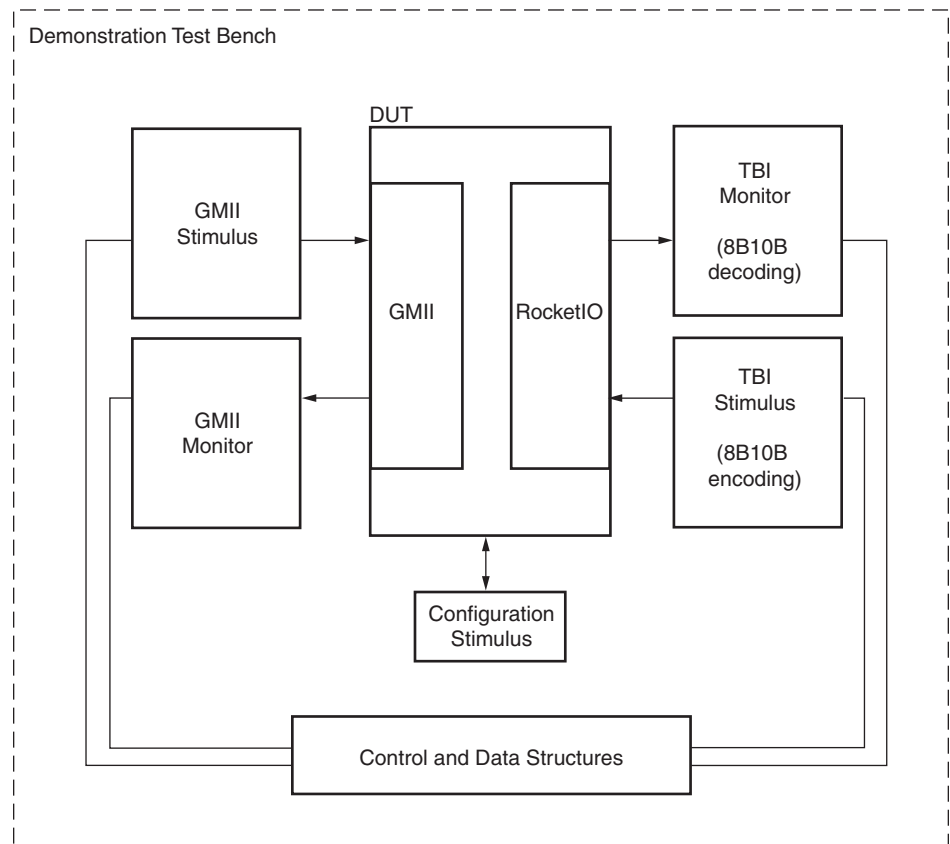 Demonstration Test Bench
DUT
GMII
Stimulus
GMII
Monitor
GMII
RocketIO
TBI
Monitor
(8B10B
decoding)
TBI
Stimulus
(8B10B
encoding)
Configuration
Stimulus
Control and Data Structures